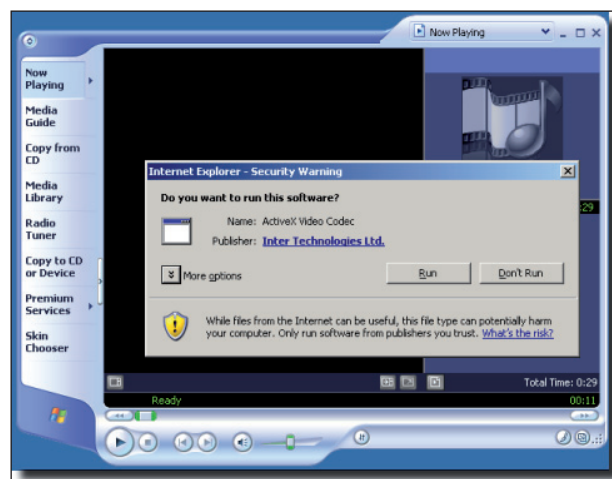 Now Playing
Now
Playing
Media
Guide
Copy from
CD
Media
Library
Radio
Tuner
Copy to CD
or Device
Premium
Services
Skin
Chooser
Internet Explorer - Security Warning
Do you want to run this software?
Name: ActiveX Video Codec
Publisher: Inter Technologies Ltd.
More options
Run
Don't Run
While files from the Internet can be useful, this file type can potentially harm
your computer. Only run software from publishers you trust. What's the risk?
:29
Total Time: 0:29
Ready
00:11